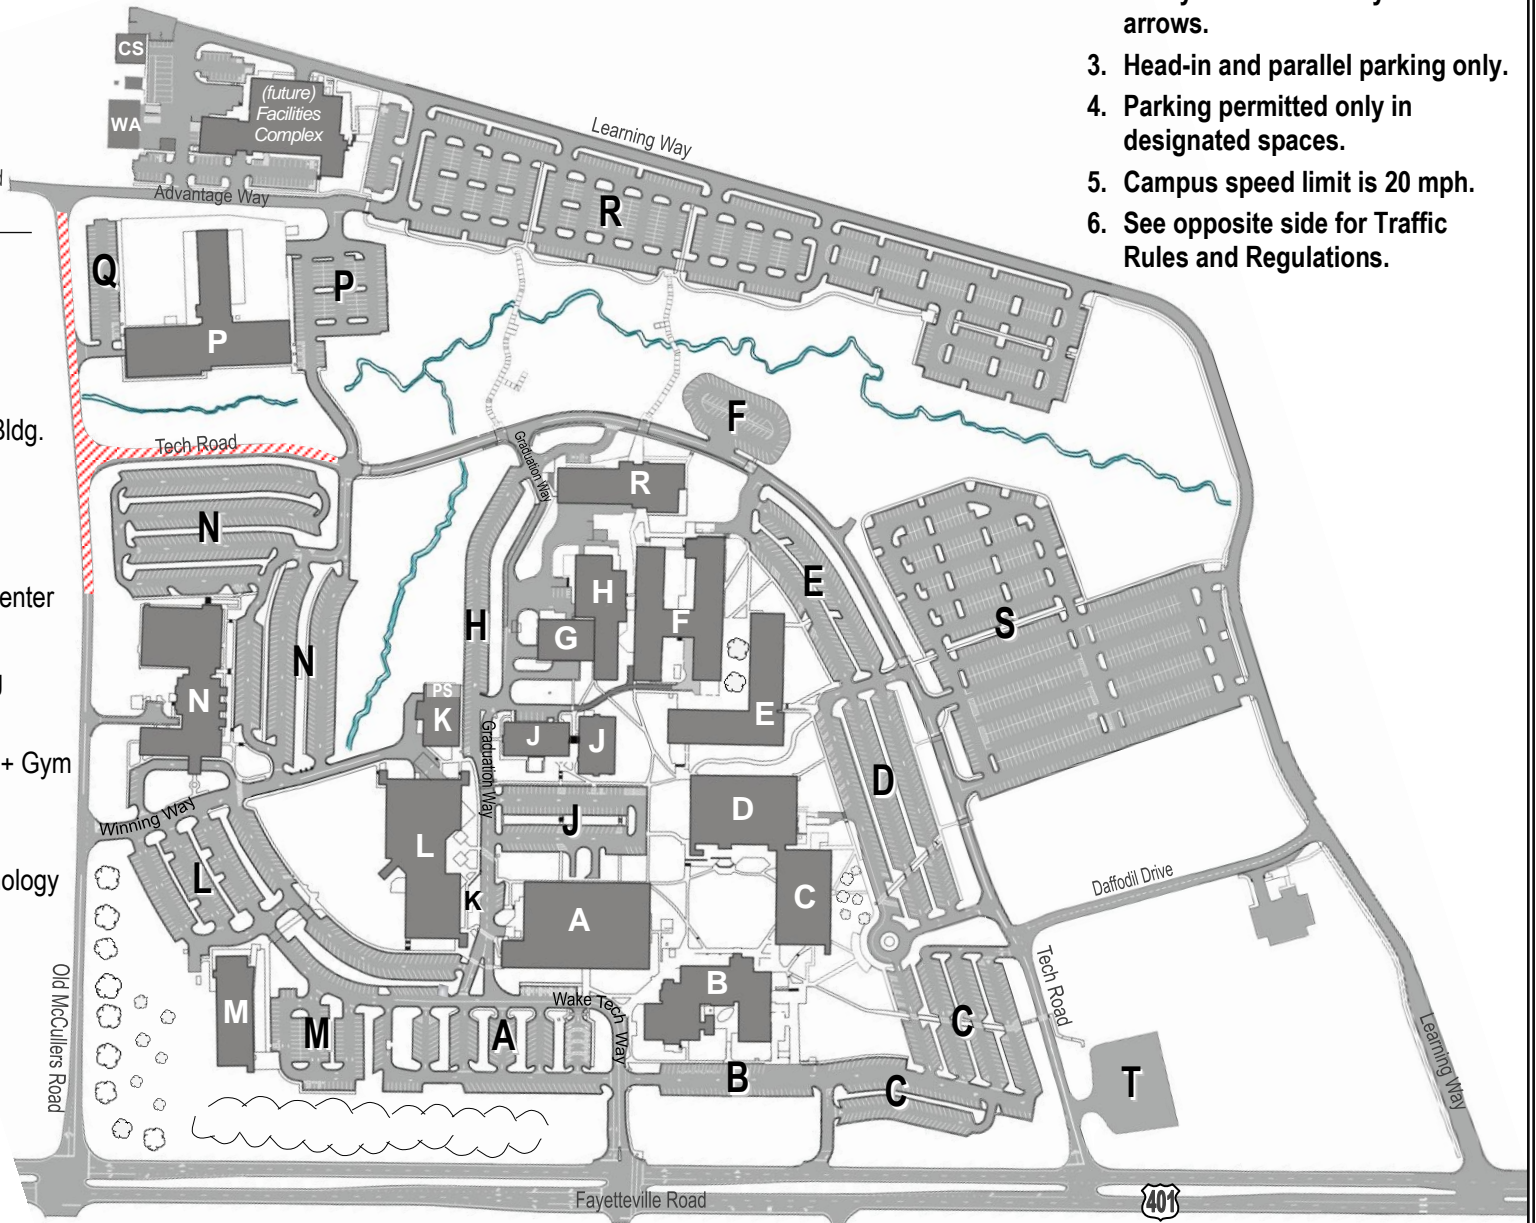 arrows.
3. Head-in and parallel parking only.
4. Parking permitted only in
designated spaces.
5. Campus speed limit is 20 mph.
6. See opposite side for Traffic
Rules and Regulations.
CS
WA
(future)
Facilities
Complex
Learning Way
Advantage Way
R
Q
P
P
F
Bldg.
Tech Road
Graduation Way
R
N
E
H
enter
H
F
G
S
N
N
PS
K
E
J
J
Graduation Way
+ Gym
D
D
Winning Way
J
L
L
ology
Daffodil Drive
C
K
A
Old McCullers Road
Tech Road
B
M
M
Wake Tech Way
A
C
B
C
T
Learning Way
Fayetteville Road
401